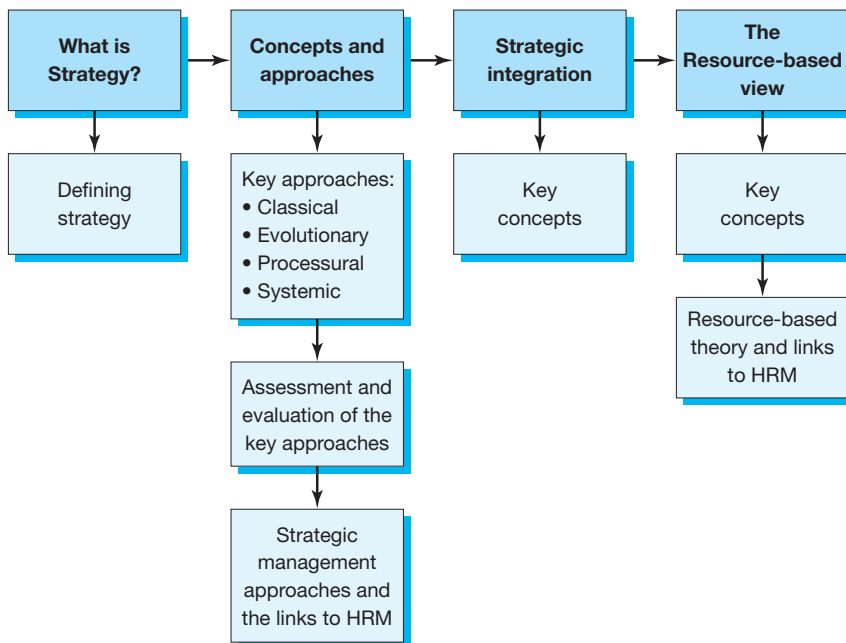 What is
Strategy?
Concepts and
approaches
Strategic
integration
The
Resource-based
view
Defining
strategy
Key approaches:
• Classical
• Evolutionary
• Processural
• Systemic
Key
concepts
Key
concepts
Resource-based
theory and links
to HRM
Assessment and
evaluation of the
key approaches
Strategic
management
approaches and
the links to HRM